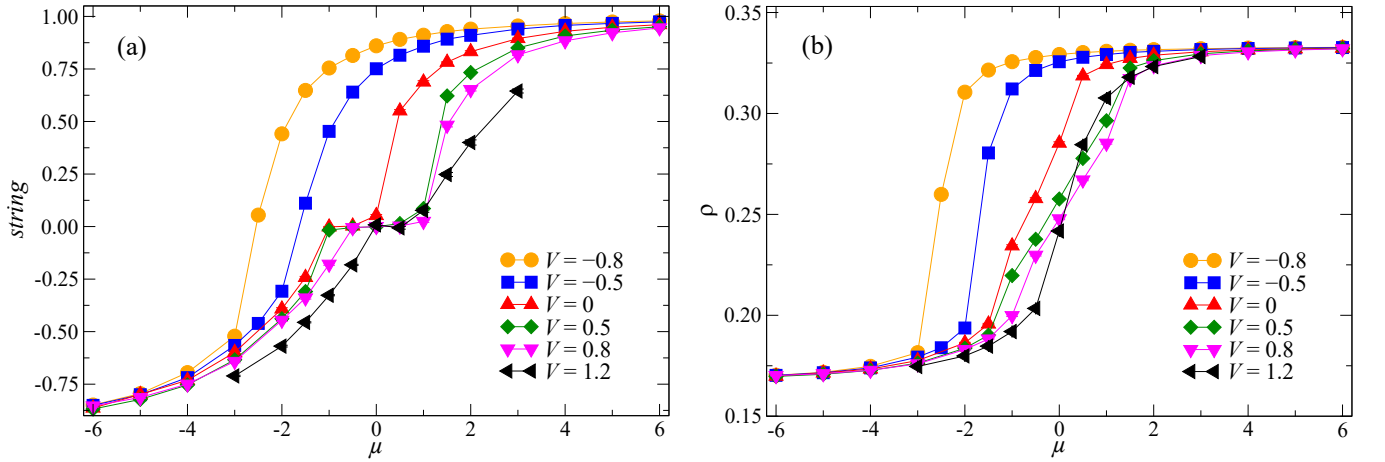 (a)
string
1.00
0.75
0.50
0.25
0.00
-0.25
-0.50
-0.75
-6
-4
-2
0
2
4
6
μ
V = −0.8
V = −0.5
V = 0
V = 0.5
V = 0.8
V = 1.2
(b)
ρ
0.35
0.30
0.25
0.20
0.15
-6
-4
-2
0
2
4
6
μ
V = −0.8
V = −0.5
V = 0
V = 0.5
V = 0.8
V = 1.2